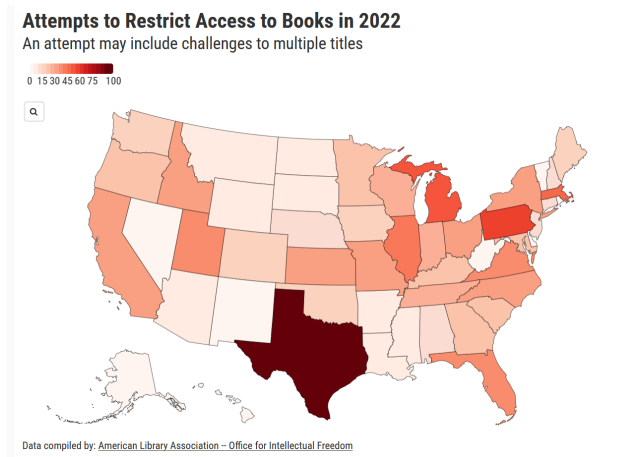 Attempts to Restrict Access to Books in 2022
An attempt may include challenges to multiple titles
0 15 30 45 60 75 100
Data compiled by: American Library Association -- Office for Intellectual Freedom